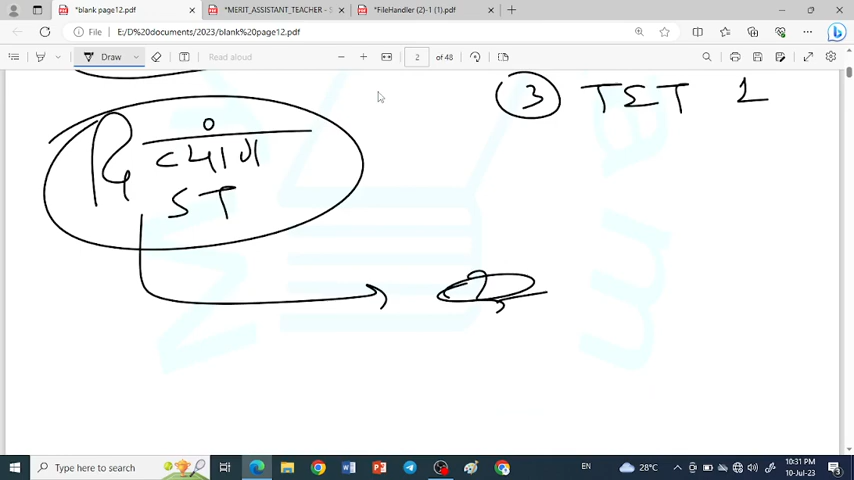 *blank page12.pdf
*MERIT_ASSISTANT_TEACHER - S
*FileHandler (2)-1 (1).pdf
File E:/D%20documents/2023/blank%20page12.pdf
Draw
Read aloud
2 of 48
3 TET 1
ST
Type here to search
EN
28°C
10:31 PM
10-Jul-23
3